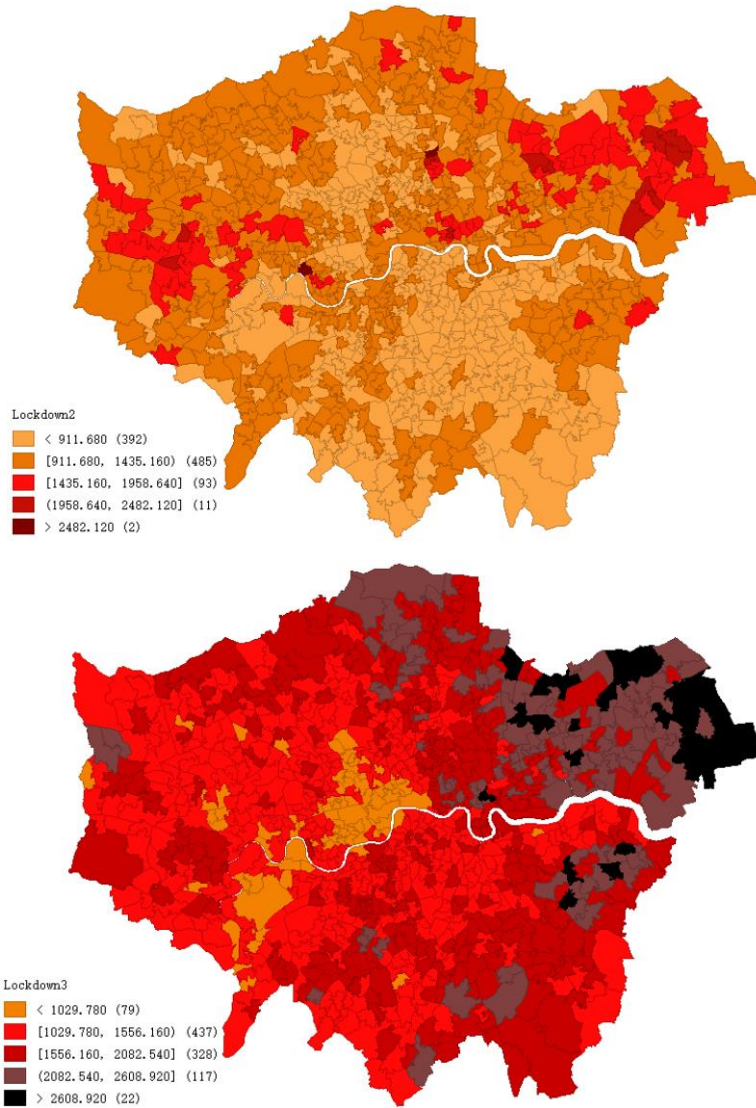 Lockdown2
< 911.680 (392)
[911.680, 1435.160) (485)
[1435.160, 1958.640] (93)
(1958.640, 2482.120] (11)
> 2482.120 (2)
Lockdown3
< 1029.780 (79)
[1029.780, 1556.160) (437)
[1556.160, 2082.540] (328)
(2082.540, 2608.920] (117)
> 2608.920 (22)